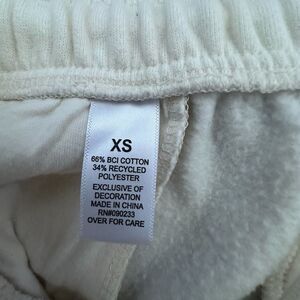 XS
66% BCI COTTON
34% RECYCLED
POLYESTER
EXCLUSIVE OF
DECORATION
MADE IN CHINA
RN#090233
OVER FOR CARE